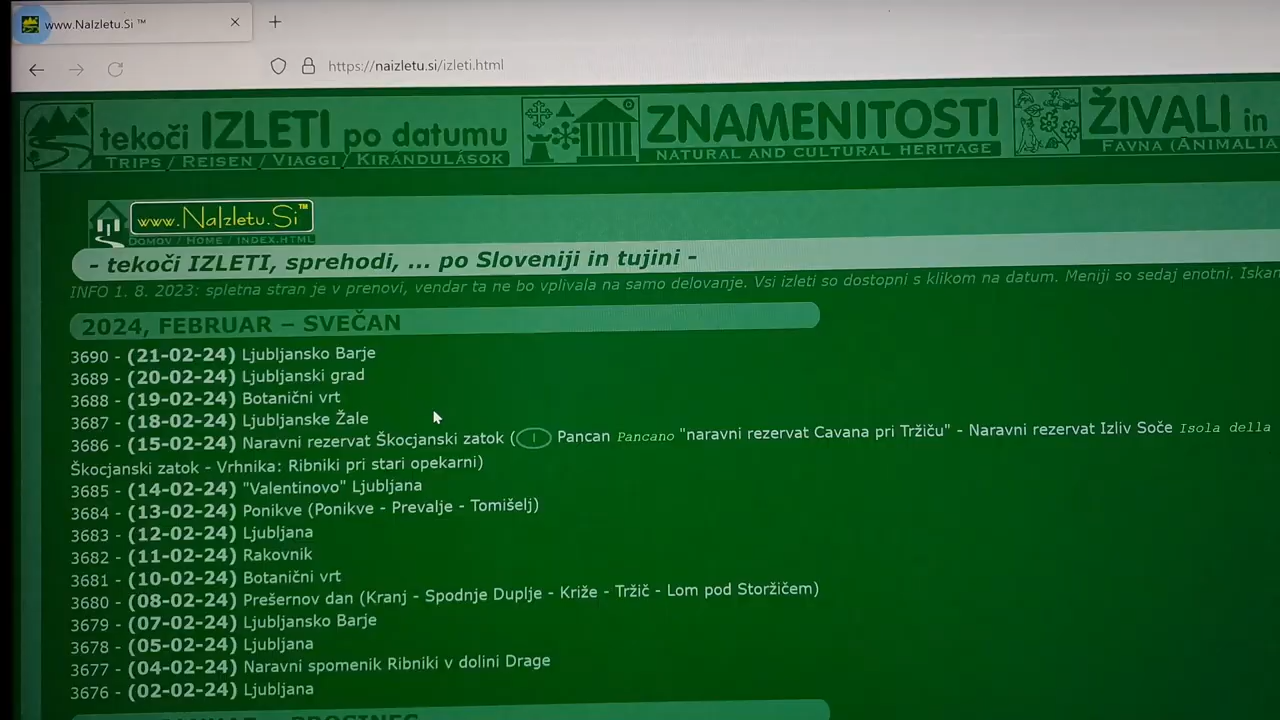 www.NaIzletu.Si ™
https://naizletu.si/izleti.html
tekoči IZLETI po datumu
TRIPS / REISEN / VIAGGI / KIRÁNDULÁSOK
ZNAMENITOSTI
NATURAL AND CULTURAL HERITAGE
ŽIVALI in
FAVNA (ANIMALIA
www.NaIzletu.Si™
DOMOV / HOME / INDEX.HTML
- tekoči IZLETI, sprehodi, ... po Sloveniji in tujini -
INFO 1. 8. 2023: spletna stran je v prenovi, vendar ta ne bo vplivala na samo delovanje. Vsi izleti so dostopni s klikom na datum. Meniji so sedaj enotni. Iskan
2024, FEBRUAR – SVEČAN
3690 - (21-02-24) Ljubljansko Barje
3689 - (20-02-24) Ljubljanski grad
3688 - (19-02-24) Botanični vrt
3687 - (18-02-24) Ljubljanske Žale
3686 - (15-02-24) Naravni rezervat Škocjanski zatok ( I Pancan Pancano "naravni rezervat Cavana pri Tržiču" - Naravni rezervat Izliv Soče Isola della
Škocjanski zatok - Vrhnika: Ribniki pri stari opekarni)
3685 - (14-02-24) "Valentinovo" Ljubljana
3684 - (13-02-24) Ponikve (Ponikve - Prevalje - Tomišelj)
3683 - (12-02-24) Ljubljana
3682 - (11-02-24) Rakovnik
3681 - (10-02-24) Botanični vrt
3680 - (08-02-24) Prešernov dan (Kranj - Spodnje Duplje - Križe - Tržič - Lom pod Storžičem)
3679 - (07-02-24) Ljubljansko Barje
3678 - (05-02-24) Ljubljana
3677 - (04-02-24) Naravni spomenik Ribniki v dolini Drage
3676 - (02-02-24) Ljubljana